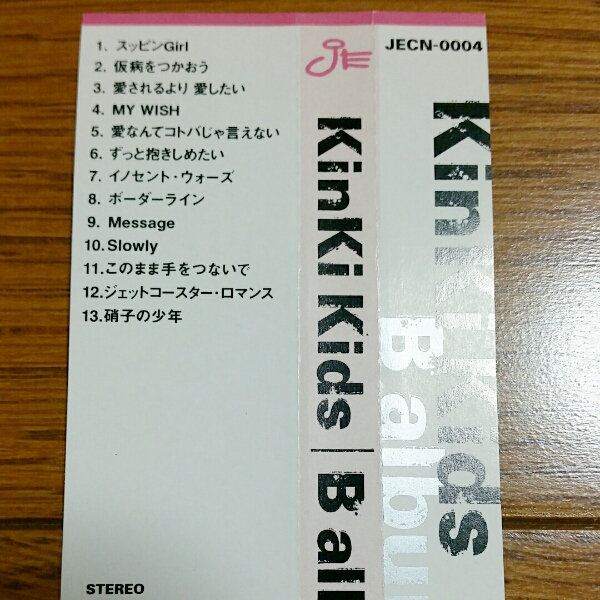 1. スッピンGirl
2. 仮病をつかおう
3. 愛されるより 愛したい
4. MY WISH
5. 愛なんてコトバじゃ言えない
6. ずっと抱きしめたい
7. イノセント・ウォーズ
8. ボーダーライン
9. Message
10. Slowly
11.このまま手をつないで
12.ジェットコースター・ロマンス
13.硝子の少年
STEREO
JE
KinKi Kids | B al
JECN-0004
KinKi Kids
B albu